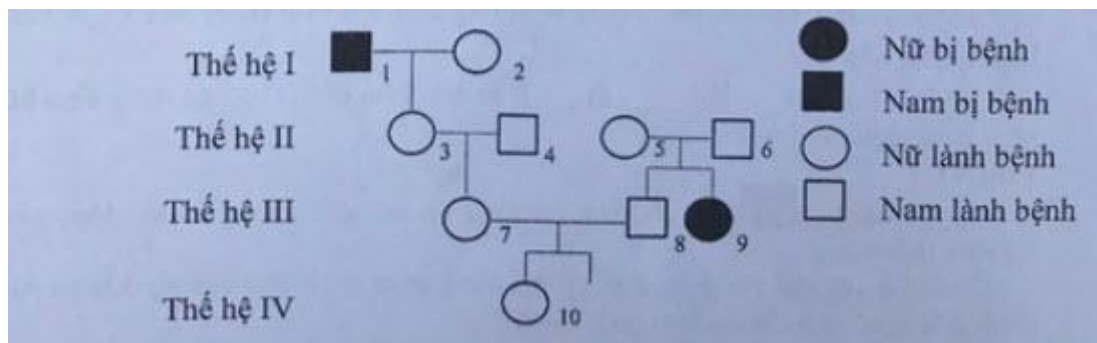 Thế hệ I
1
2
Nữ bị bệnh
Nam bị bệnh
Thế hệ II
3
4
5
6
Nữ lành bệnh
Thế hệ III
7
8
9
Nam lành bệnh
Thế hệ IV
10